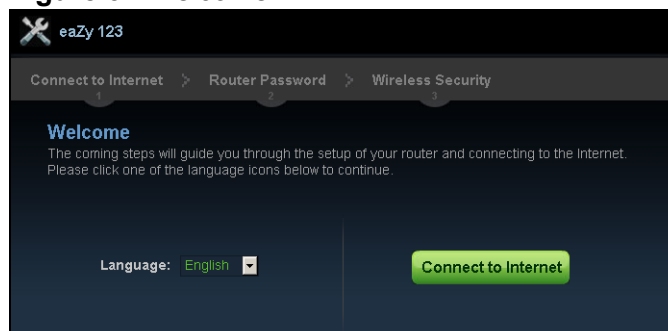 eaZy 123
Connect to Internet > Router Password > Wireless Security
1 2 3
Welcome
The coming steps will guide you through the setup of your router and connecting to the Internet.
Please click one of the language icons below to continue.
Language: English
Connect to Internet